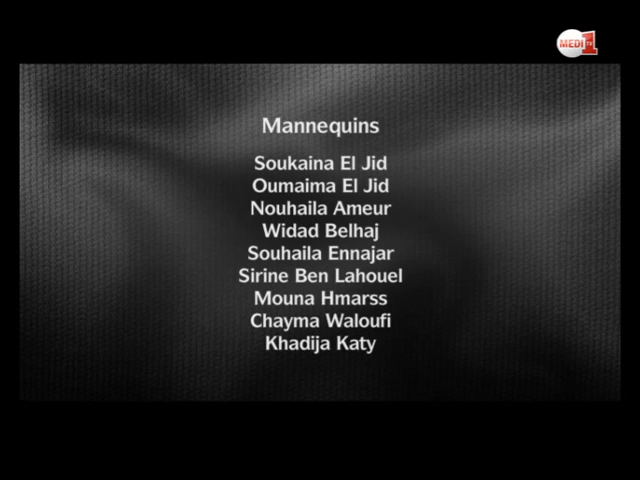 MEDI 1 TV
Mannequins
Soukaina El Jid
Oumaima El Jid
Nouhaila Ameur
Widad Belhaj
Souhaila Ennajar
Sirine Ben Lahouel
Mouna Hmarss
Chayma Waloufi
Khadija Katy